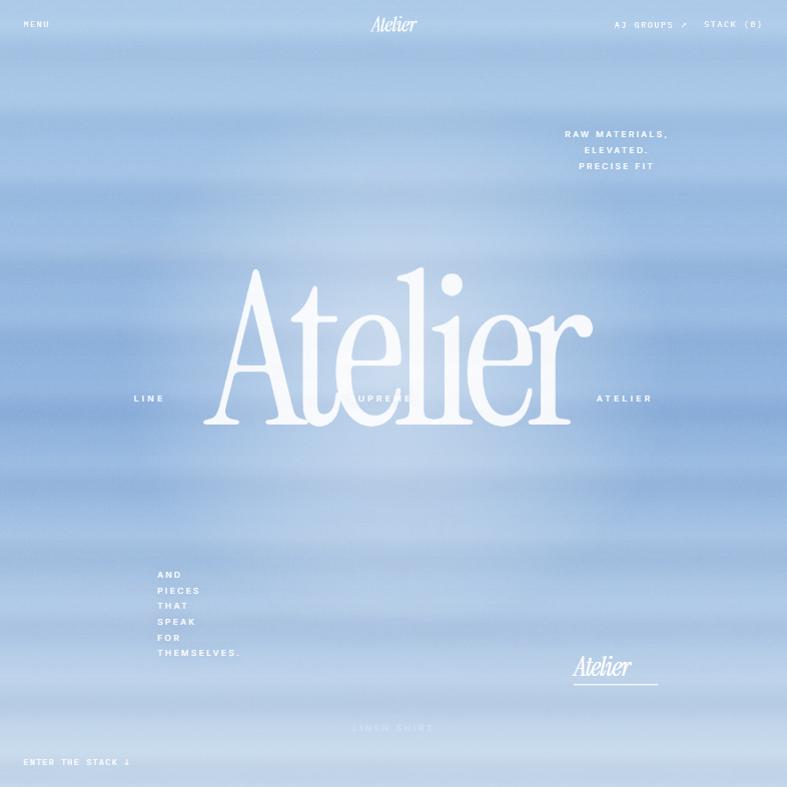 MENU
Atelier
AJ GROUPS ↗
STACK (0)
RAW MATERIALS,
ELEVATED.
PRECISE FIT
Atelier
LINE
SUPREME
ATELIER
AND
PIECES
THAT
SPEAK
FOR
THEMSELVES.
Atelier
LINEN SHIRT
ENTER THE STACK ↓